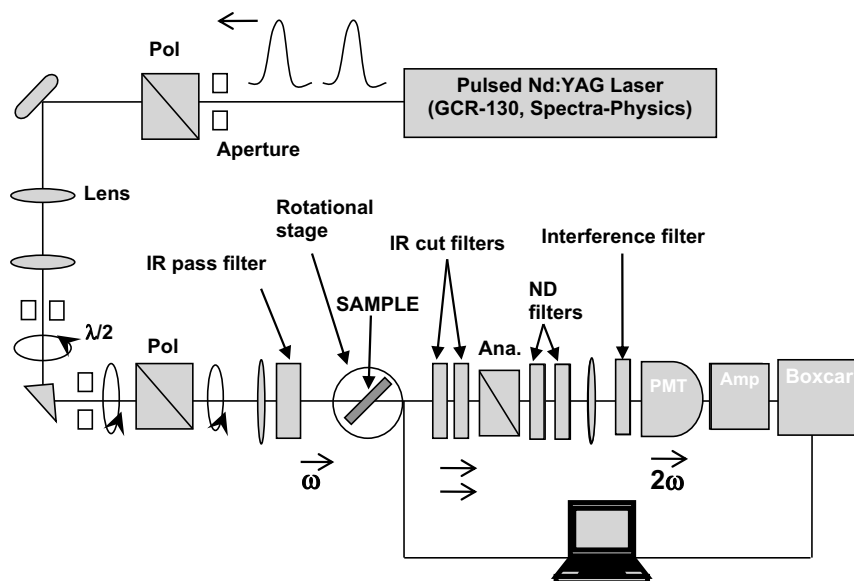 Pol
Pulsed Nd:YAG Laser
(GCR-130, Spectra-Physics)
Aperture
Lens
Rotational
stage
IR pass filter
IR cut filters
Interference filter
SAMPLE
ND
filters
λ/2
Pol
Ana.
PMT
Amp
Boxcar
ω
2ω